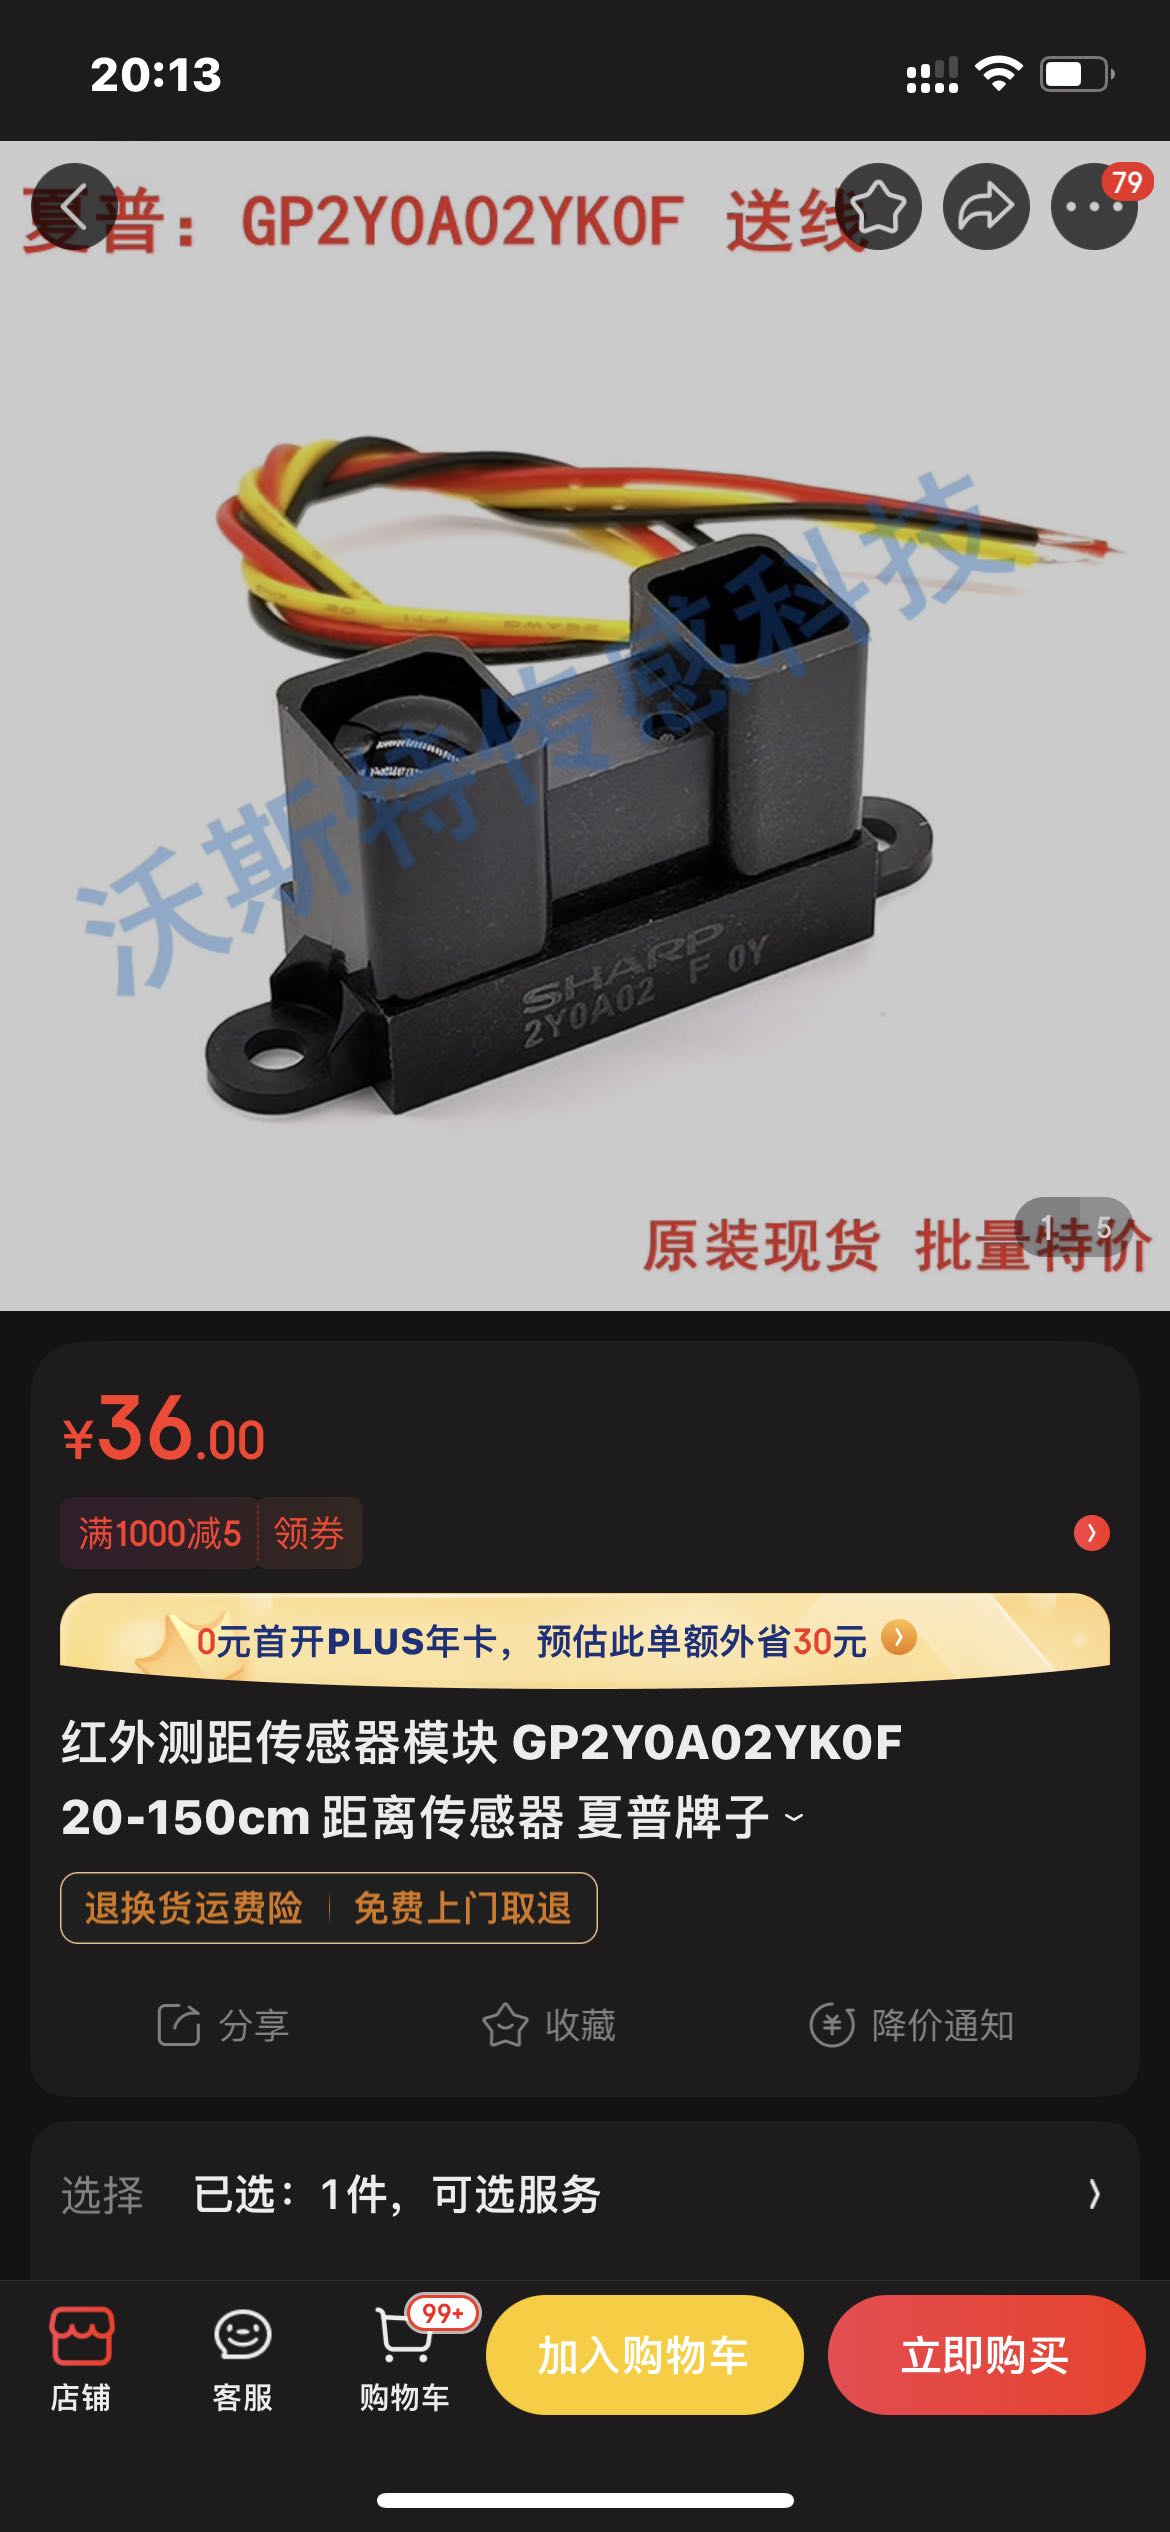 20:13
夏普：GP2Y0A02YK0F 送线
79
沃斯特传感科技
SHARP
2Y0A02 F 0Y
原装现货 批量特价
1 5
¥36.00
满1000减5 领券
0元首开PLUS年卡，预估此单额外省30元
红外测距传感器模块 GP2Y0A02YK0F
20-150cm 距离传感器 夏普牌子
退换货运费险 免费上门取退
分享 收藏 降价通知
选择 已选：1件，可选服务
99+
店铺 客服 购物车 加入购物车 立即购买